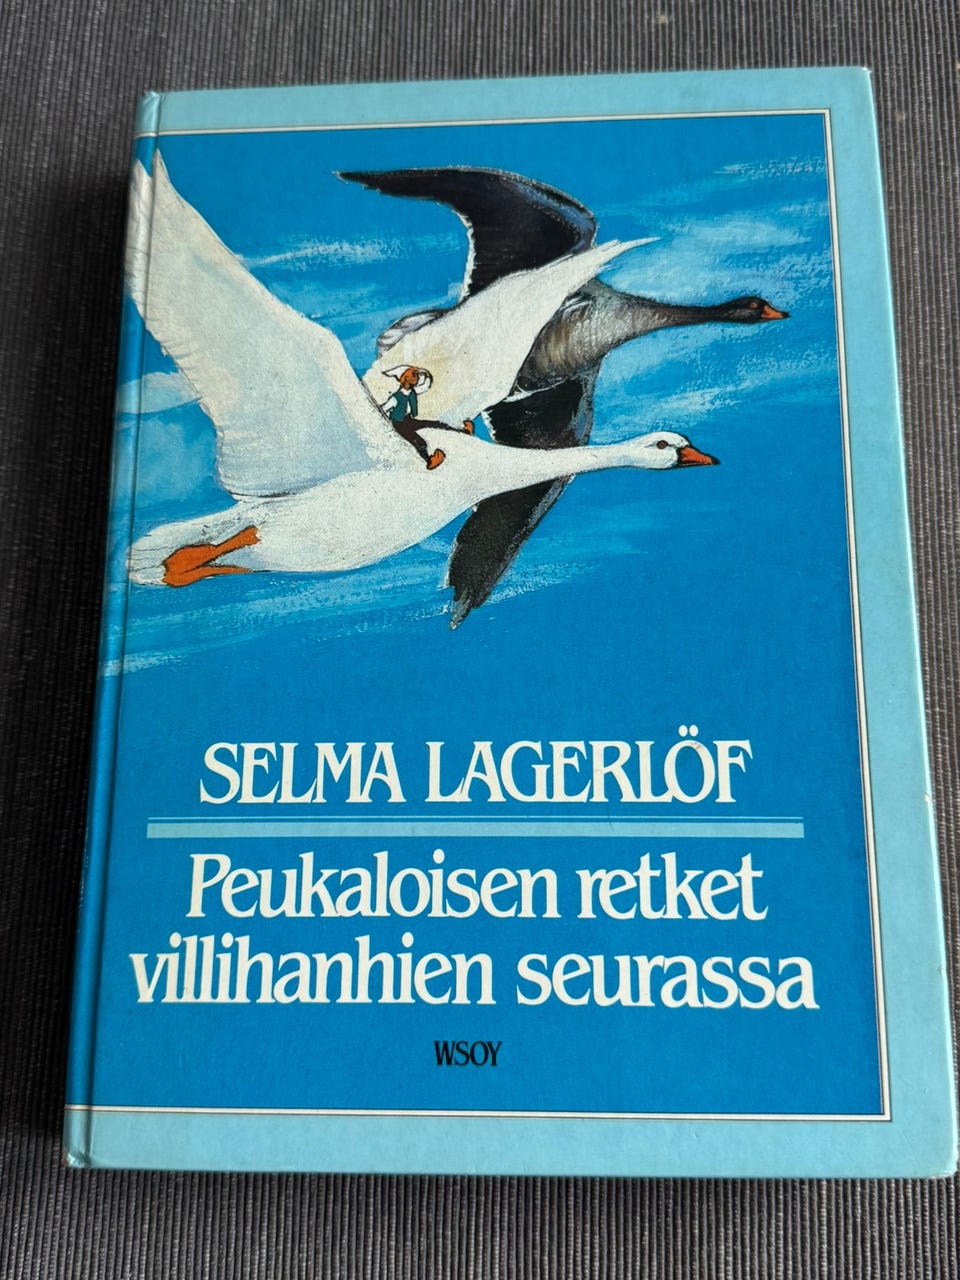 SELMA LAGERLÖF
Peukaloisen retket
villihanhien seurassa
WSOY